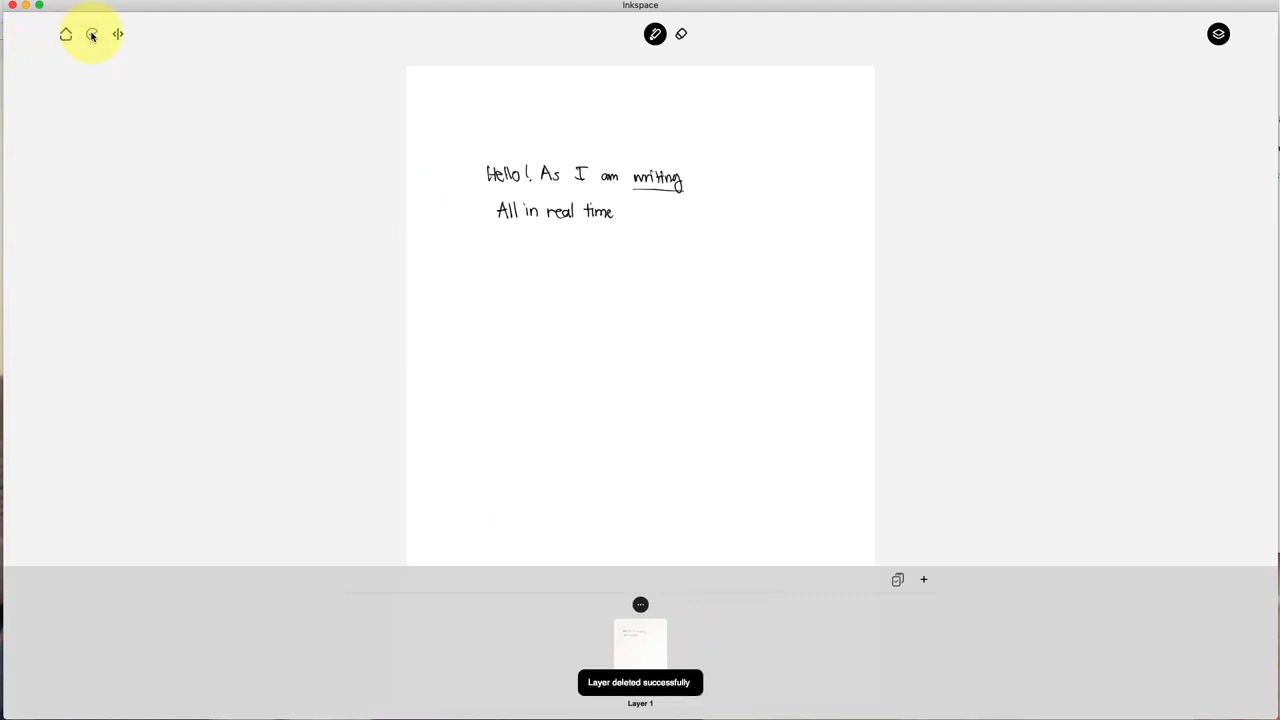 Inkspace
Hello! As I am writing
All in real time
Layer deleted successfully
Layer 1